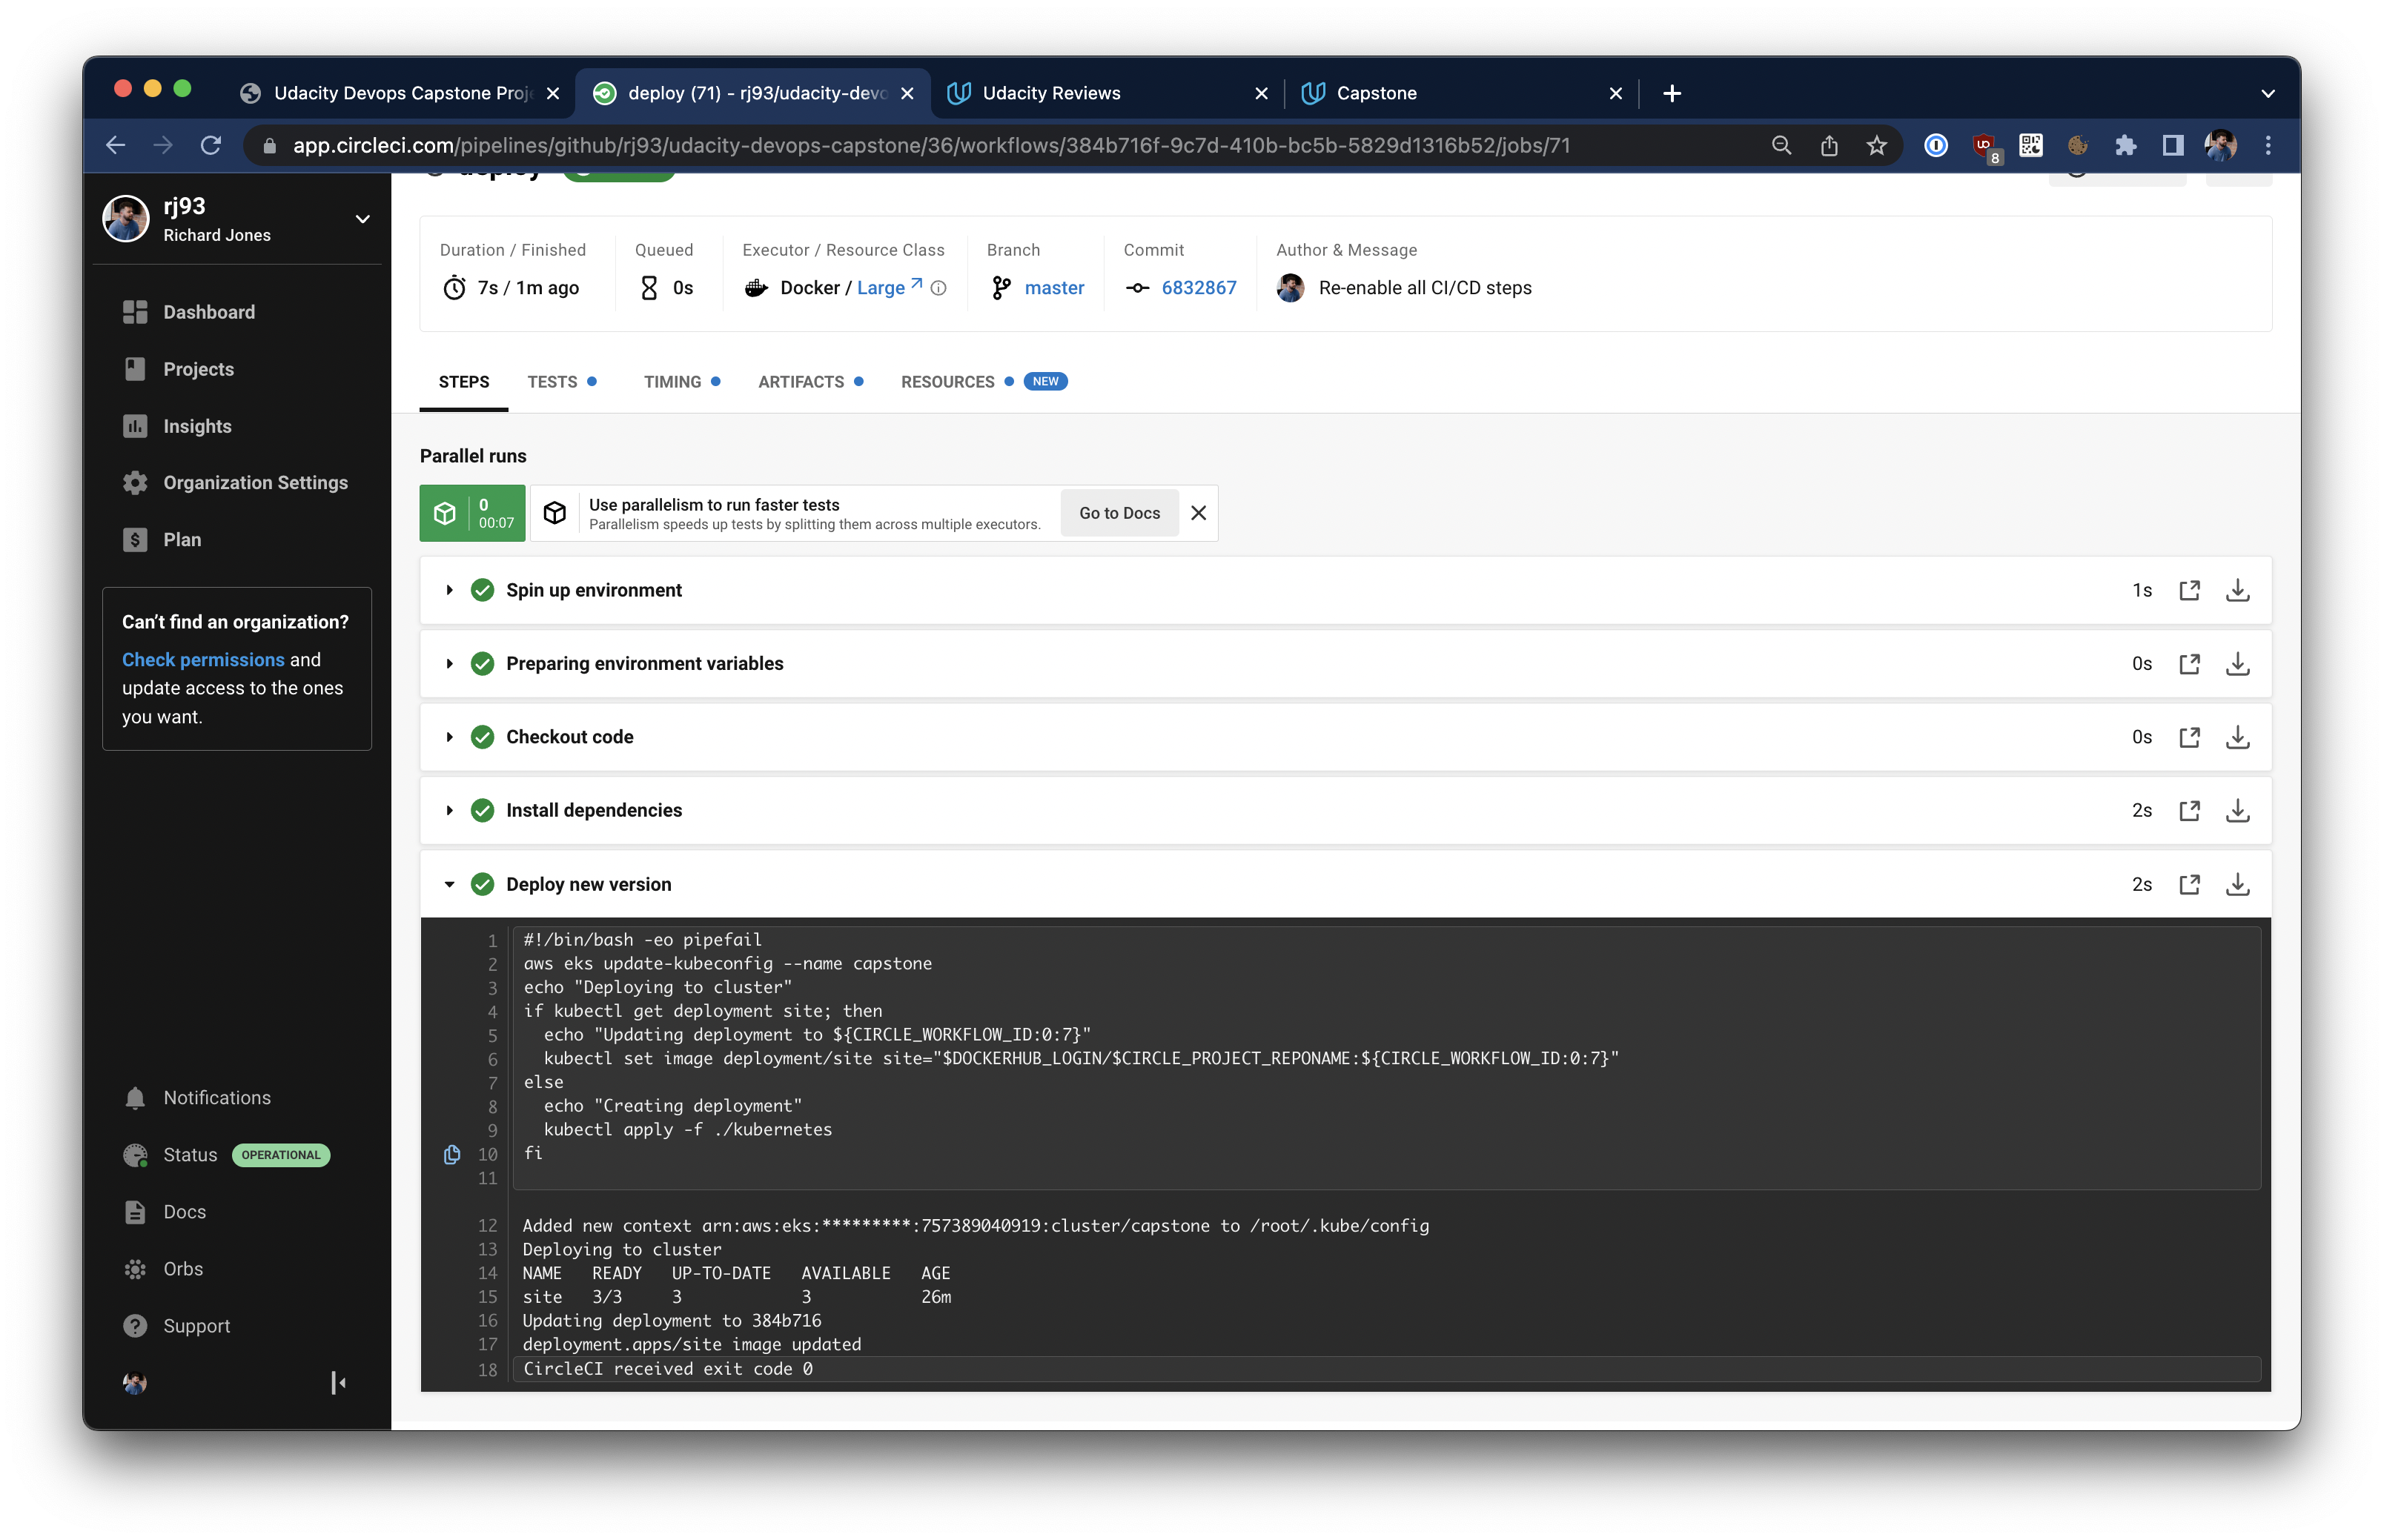 Udacity Devops Capstone Proje
deploy (71) - rj93/udacity-devo
Udacity Reviews
Capstone
app.circleci.com/pipelines/github/rj93/udacity-devops-capstone/36/workflows/384b716f-9c7d-410b-bc5b-5829d1316b52/jobs/71
8
rj93
Richard Jones
Dashboard
Projects
Insights
Organization Settings
Plan
Can't find an organization?
Check permissions and
update access to the ones
you want.
Notifications
Status OPERATIONAL
Docs
Orbs
Support
deploy
Duration / Finished
7s / 1m ago
Queued
0s
Executor / Resource Class
Docker / Large
Branch
master
Commit
6832867
Author & Message
Re-enable all CI/CD steps
STEPS TESTS TIMING ARTIFACTS RESOURCES NEW
Parallel runs
0
00:07
Use parallelism to run faster tests
Parallelism speeds up tests by splitting them across multiple executors.
Go to Docs
Spin up environment 1s
Preparing environment variables 0s
Checkout code 0s
Install dependencies 2s
Deploy new version 2s
1 #!/bin/bash -eo pipefail
2 aws eks update-kubeconfig --name capstone
3 echo "Deploying to cluster"
4 if kubectl get deployment site; then
5 echo "Updating deployment to ${CIRCLE_WORKFLOW_ID:0:7}"
6 kubectl set image deployment/site site="$DOCKERHUB_LOGIN/$CIRCLE_PROJECT_REPONAME:${CIRCLE_WORKFLOW_ID:0:7}"
7 else
8 echo "Creating deployment"
9 kubectl apply -f ./kubernetes
10 fi
11
12 Added new context arn:aws:eks:*********:757389040919:cluster/capstone to /root/.kube/config
13 Deploying to cluster
14 NAME READY UP-TO-DATE AVAILABLE AGE
15 site 3/3 3 3 26m
16 Updating deployment to 384b716
17 deployment.apps/site image updated
18 CircleCI received exit code 0